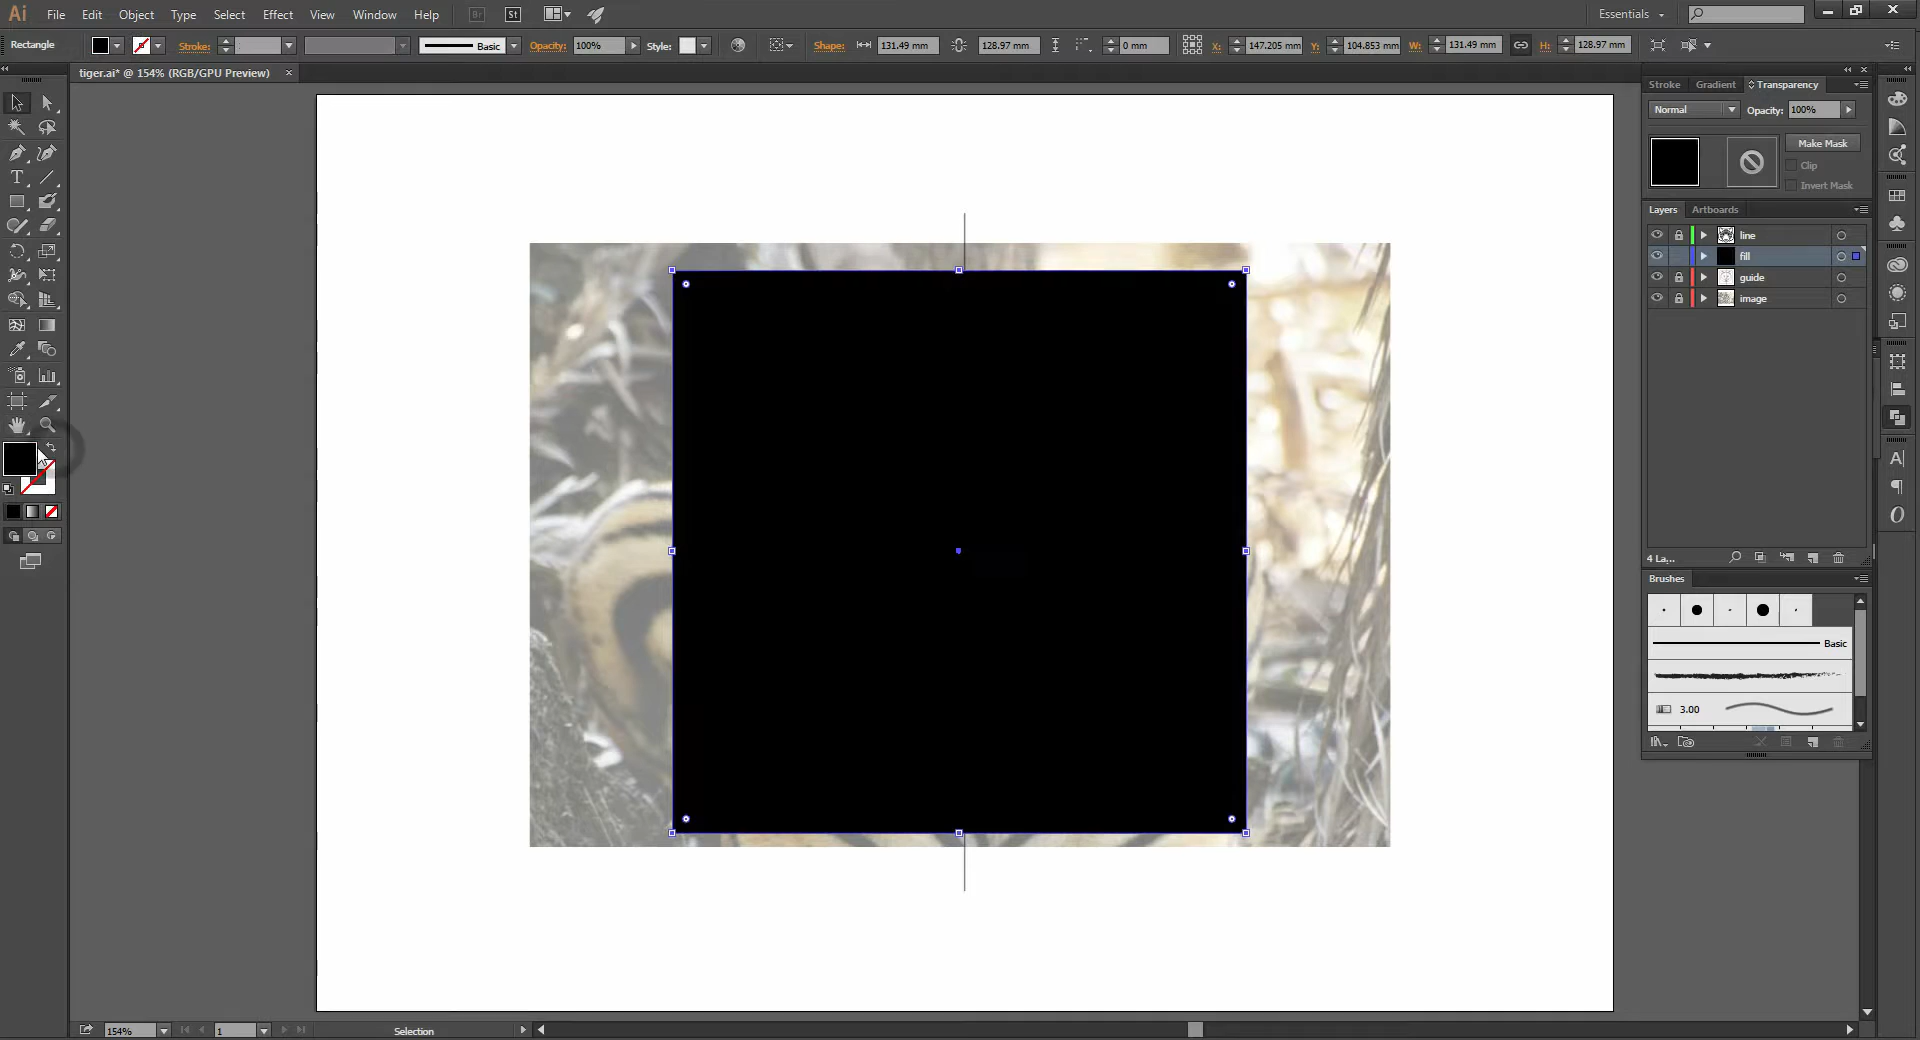 Ai File Edit Object Type Select Effect View Window Help Br St Essentials
Rectangle Stroke: Basic Opacity: 100% Style: Shape: 131.49 mm 128.97 mm 0 mm X: 147.205 mm Y: 104.853 mm W: 131.49 mm H: 128.97 mm
tiger.ai* @ 154% (RGB/GPU Preview)
Stroke Gradient Transparency
Normal Opacity: 100%
Make Mask
Clip
Invert Mask
Layers Artboards
line
fill
guide
image
4 La...
Brushes
Basic
3.00
154% 1 Selection